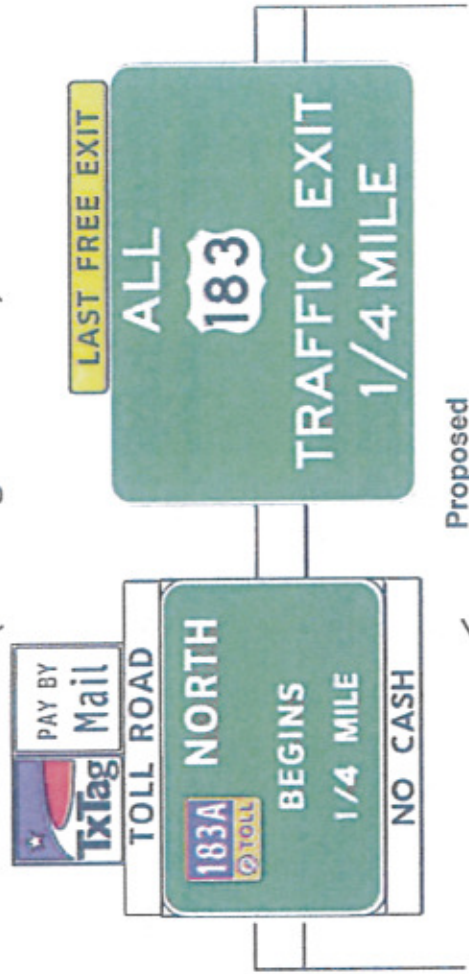 TxTag
PAY BY
Mail
TOLL ROAD
183A
TOLL
NORTH
BEGINS
1/4 MILE
NO CASH
LAST FREE EXIT
ALL
183
TRAFFIC EXIT
1/4 MILE
Proposed